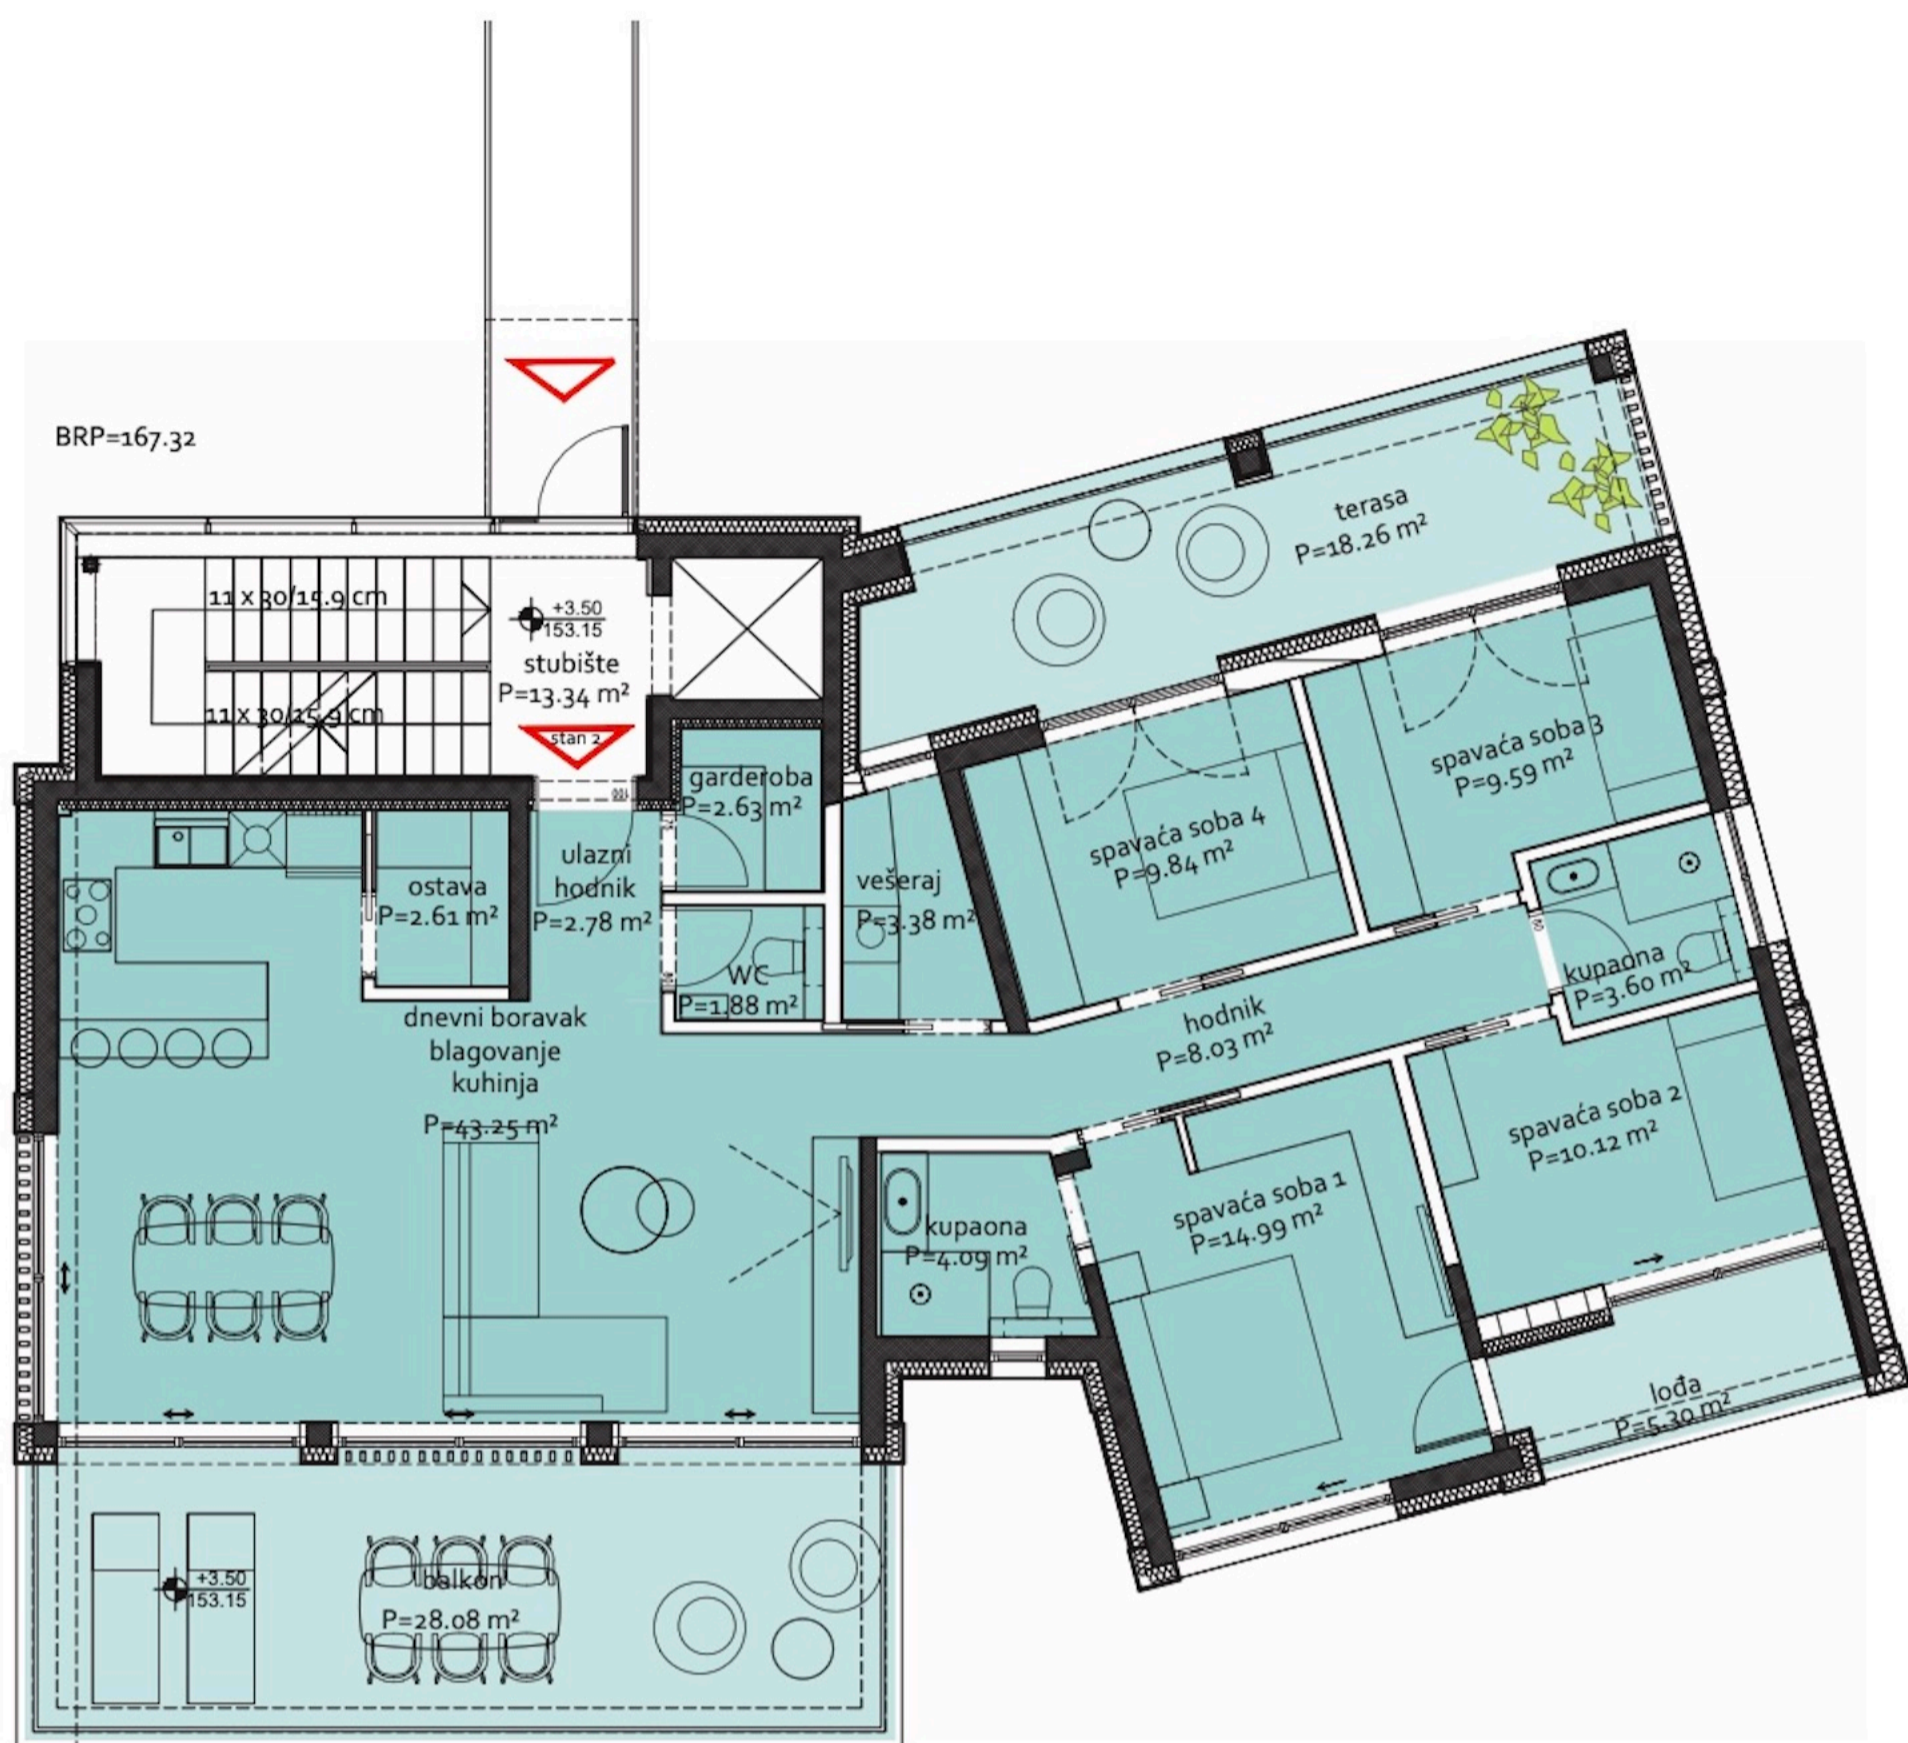 BRP=167.32
11 x 30/15.9 cm
+3.50
153.15
stubište
P=13.34 m²
11 x 30/15.9 cm
stan 2
100
terasa
P=18.26 m²
garderoba
P=2.63 m²
spavaća soba 3
P=9.59 m²
spavaća soba 4
P=9.84 m²
ulazni
hodnik
P=2.78 m²
ostava
P=2.61 m²
vešeraj
P=3.38 m²
WC
P=1.88 m²
kupaona
P=3.60 m²
dnevni boravak
blagovanje
kuhinja
P=43.25 m²
hodnik
P=8.03 m²
spavaća soba 2
P=10.12 m²
spavaća soba 1
P=14.99 m²
kupaona
P=4.09 m²
lođa
P=5.30 m²
+3.50
153.15
balkon
P=28.08 m²